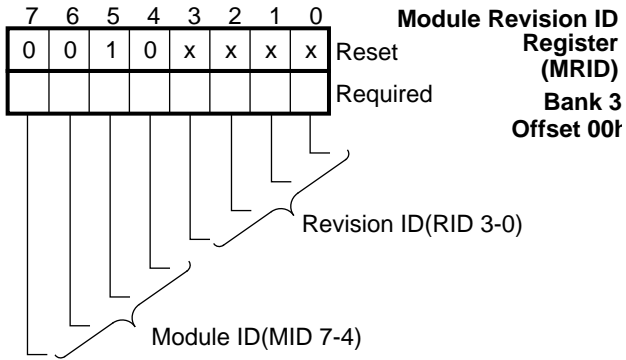 7 6 5 4 3 2 1 0
Module Revision ID
Register
(MRID)
0 0 1 0 x x x x Reset
Required
Bank 3
Offset 00h
Revision ID(RID 3-0)
Module ID(MID 7-4)